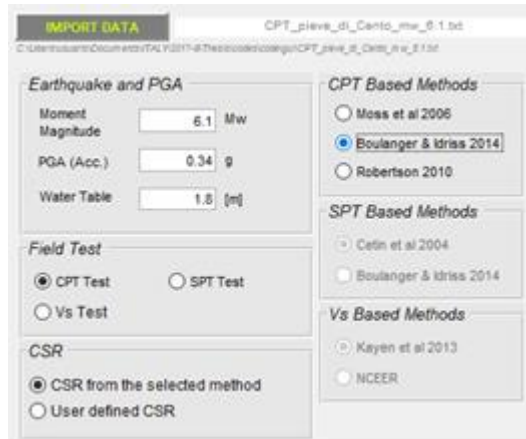 IMPORT DATA
CPT_pieve_di_Cento_mw_6.1.txt
Earthquake and PGA
Moment
Magnitude
6.1 Mw
PGA (Acc.)
0.34 g
Water Table
1.8 [m]
Field Test
CPT Test
SPT Test
Vs Test
CSR
CSR from the selected method
User defined CSR
CPT Based Methods
Moss et al 2006
Boulanger & Idriss 2014
Robertson 2010
SPT Based Methods
Cetin et al 2004
Boulanger & Idriss 2014
Vs Based Methods
Kayen et al 2013
NCEER